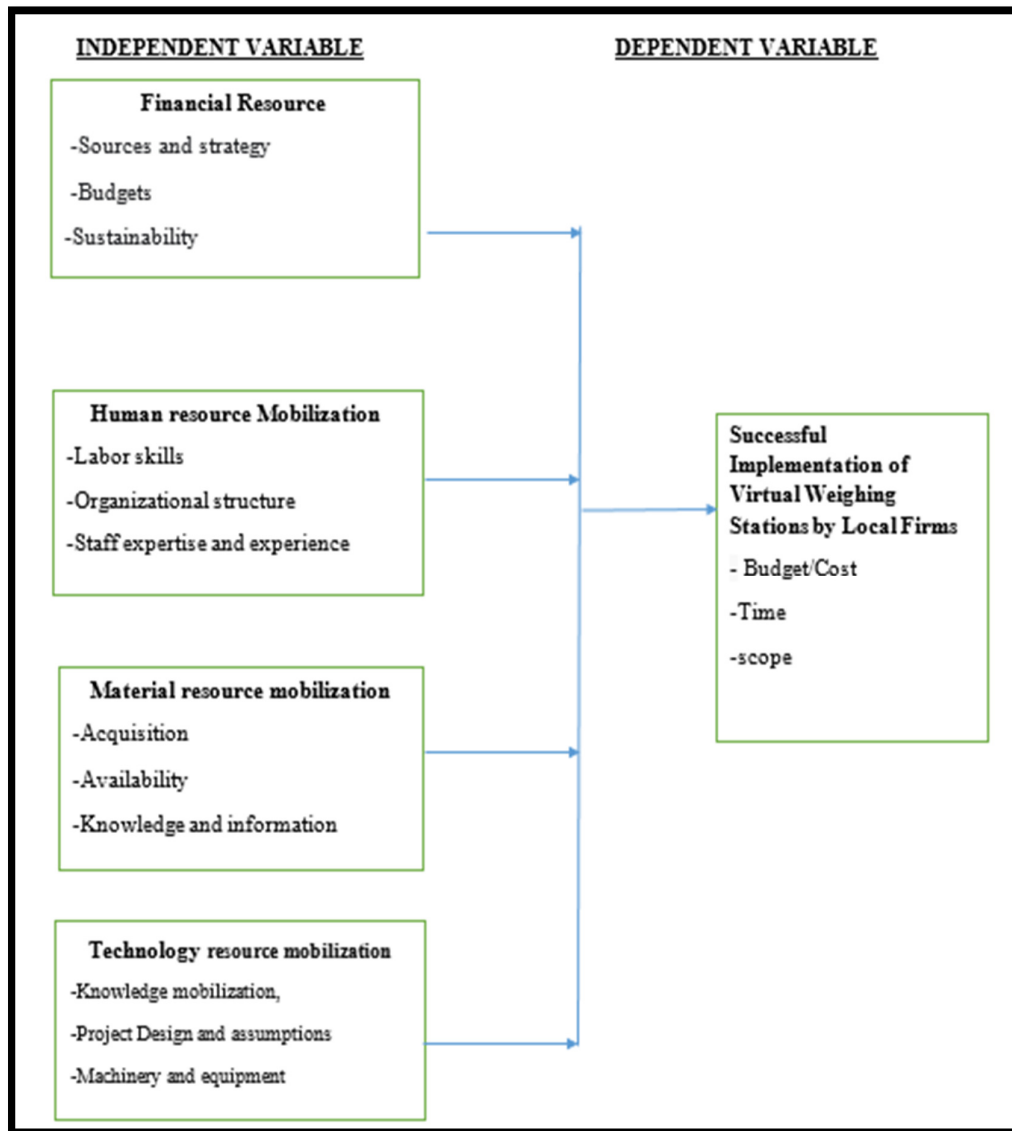 INDEPENDENT VARIABLE
DEPENDENT VARIABLE
Financial Resource
-Sources and strategy
-Budgets
-Sustainability
Human resource Mobilization
-Labor skills
-Organizational structure
-Staff expertise and experience
Material resource mobilization
-Acquisition
-Availability
-Knowledge and information
Technology resource mobilization
-Knowledge mobilization,
-Project Design and assumptions
-Machinery and equipment
Successful
Implementation of
Virtual Weighing
Stations by Local Firms
- Budget/Cost
-Time
-scope